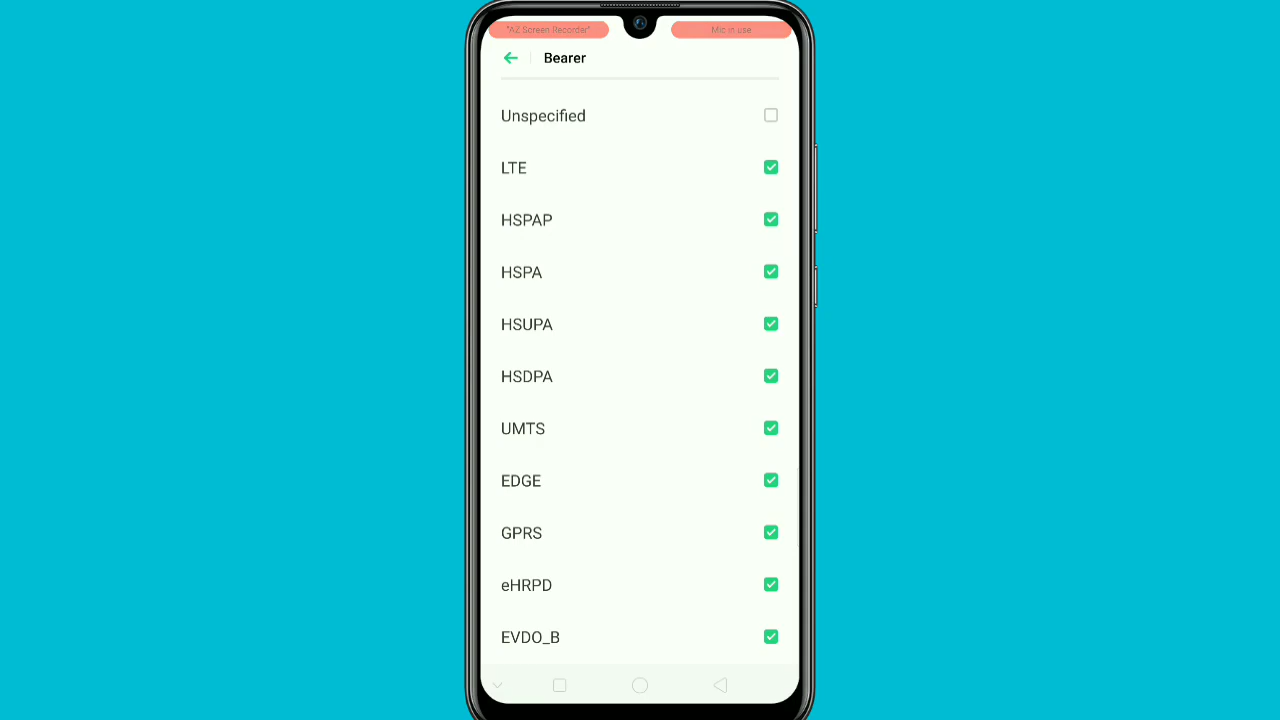 "AZ Screen Recorder"
Mic in use
Bearer
Unspecified
LTE
HSPAP
HSPA
HSUPA
HSDPA
UMTS
EDGE
GPRS
eHRPD
EVDO_B